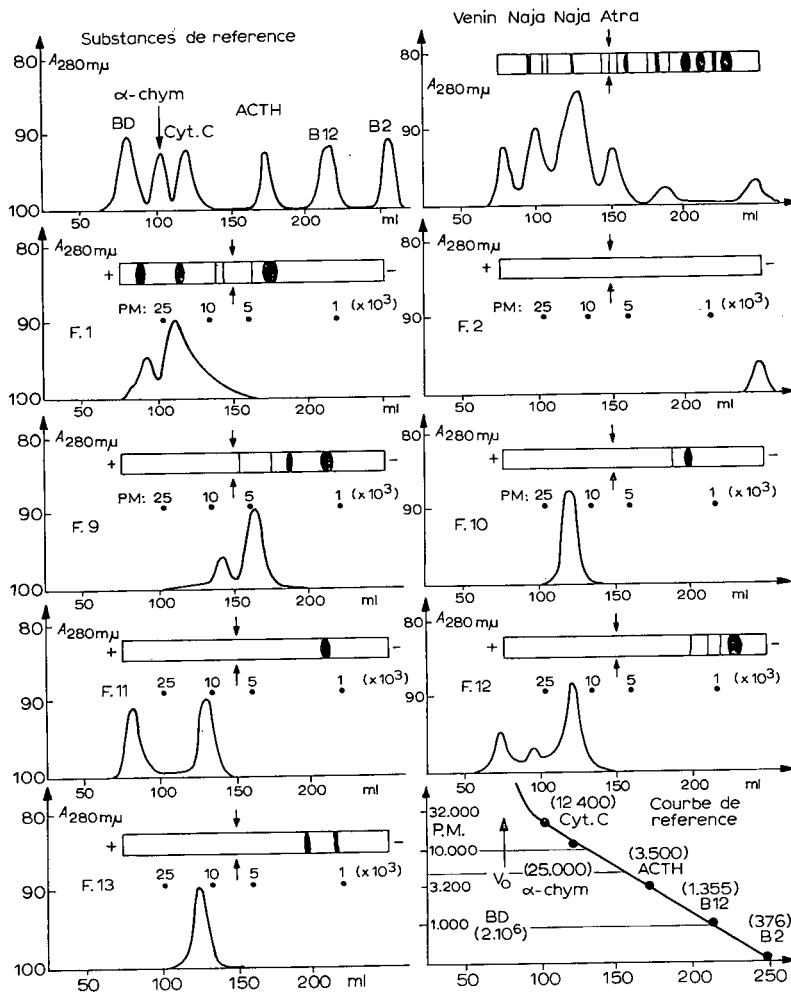 Substances de reference
80
A280mµ
α-chym
BD
Cyt.C
ACTH
B12
B2
90
100
50 100 150 200 250 ml
Venin Naja Naja Atra
80
A280mµ
90
100
50 100 150 200 ml
80
A280mµ
+ -
PM: 25 10 5 1 (x10³)
90
F.1
100
50 100 150 200 ml
80
A280mµ
+ -
PM: 25 10 5 1 (x10³)
90
F.2
100
50 100 150 200 ml
80
A280mµ
+ -
PM: 25 10 5 1 (x10³)
90
F.9
100
50 100 150 200 ml
80
A280mµ
+ -
PM: 25 10 5 1 (x10³)
90
F.10
100
50 100 150 200 ml
80
A280mµ
+ -
F.11 25 10 5 1 (x10³)
90
100
50 100 150 200 ml
80
A280mµ
+ -
F.12 25 10 5 1 (x10³)
90
100
50 100 150 200 ml
80
A280mµ
+ -
25 10 5 1 (x10³)
90
F.13
100
50 100 150 200 ml
32.000
P.M.
10.000
3.200
1.000
(12 400)
Cyt.C
Courbe de
reference
V₀
(25.000)
α-chym
(3.500)
ACTH
(1.355)
B12
BD
(2.10⁶)
(376)
B2
50 100 150 200 250